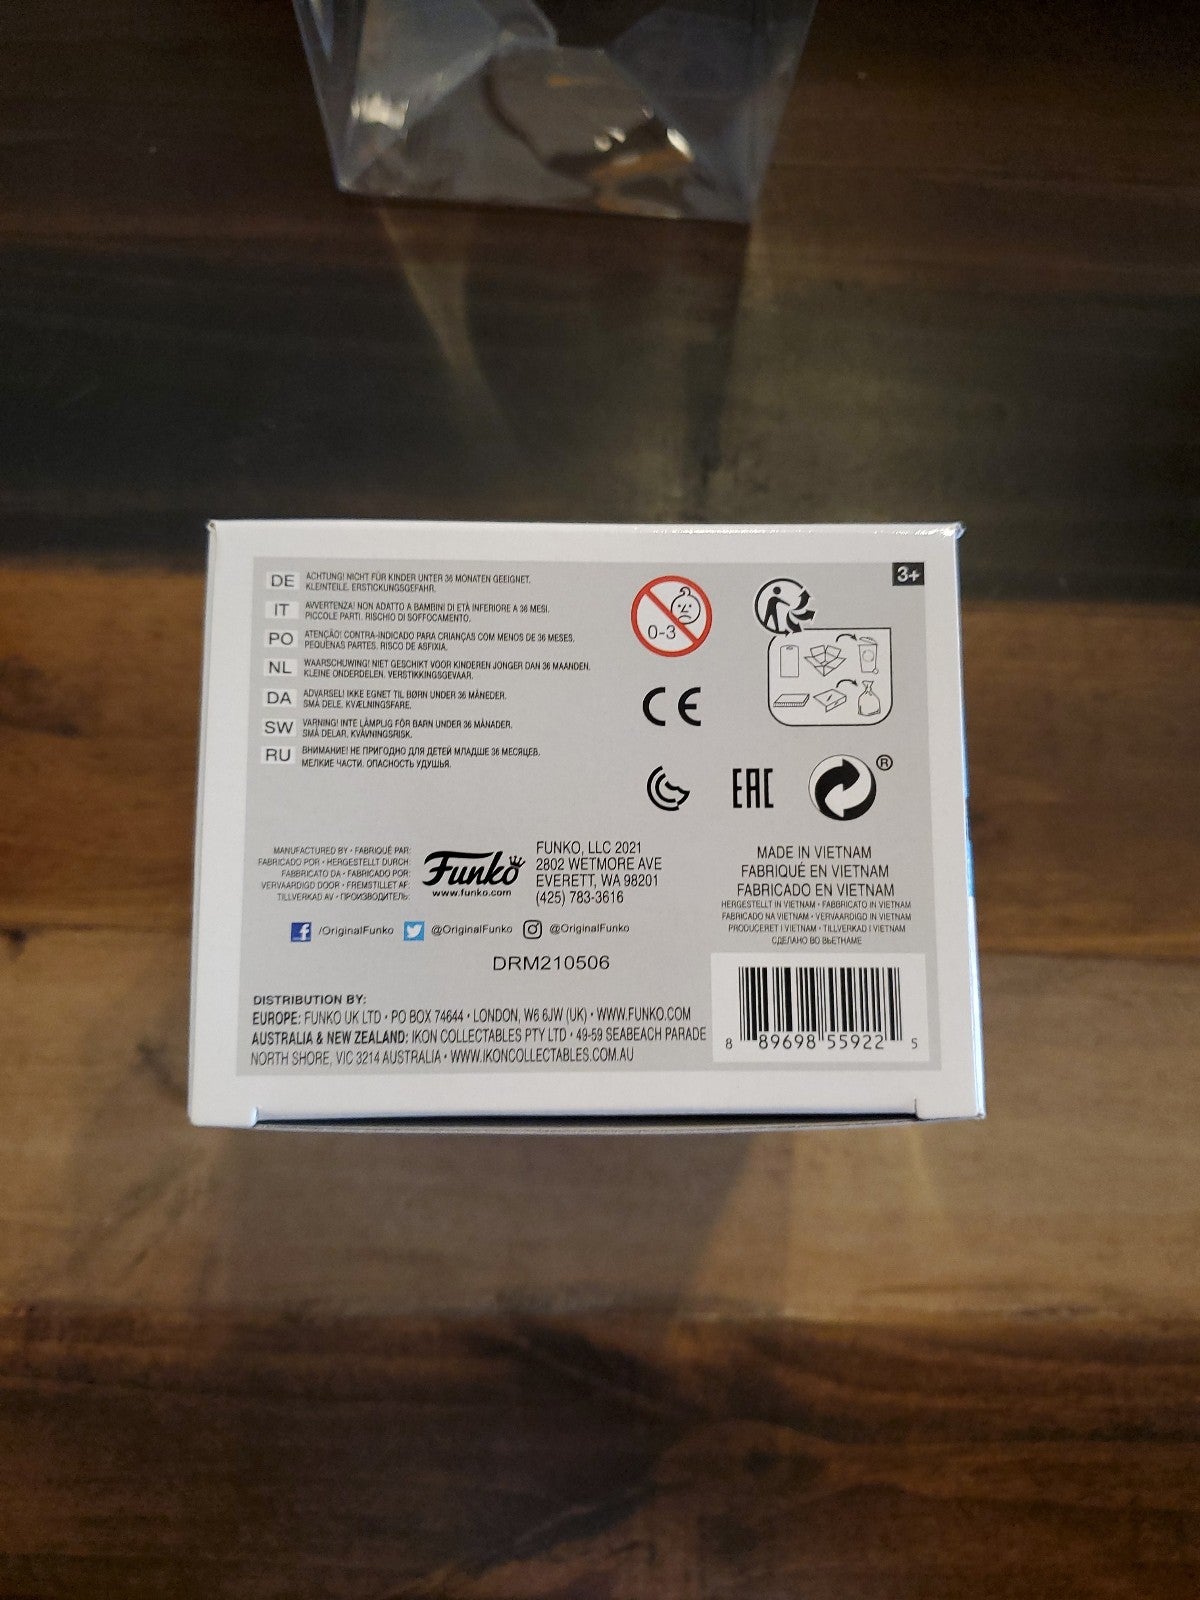 3+
DE ACHTUNG! NICHT FÜR KINDER UNTER 36 MONATEN GEEIGNET.
KLEINTEILE. ERSTICKUNGSGEFAHR.
IT AVVERTENZA! NON ADATTO A BAMBINI DI ETÀ INFERIORE A 36 MESI.
PICCOLE PARTI. RISCHIO DI SOFFOCAMENTO.
PO ATENÇÃO! CONTRA-INDICADO PARA CRIANÇAS COM MENOS DE 36 MESES.
PEQUENAS PARTES. RISCO DE ASFIXIA.
NL WAARSCHUWING! NIET GESCHIKT VOOR KINDEREN JONGER DAN 36 MAANDEN.
KLEINE ONDERDELEN. VERSTIKKINGSGEVAAR.
DA ADVARSEL! IKKE EGNET TIL BØRN UNDER 36 MÅNEDER.
SMÅ DELE. KVÆLNINGSFARE.
SW VARNING! INTE LÄMPLIG FÖR BARN UNDER 36 MÅNADER.
SMÅ DELAR. KVÄVNINGSRISK.
RU ВНИМАНИЕ! НЕ ПРИГОДНО ДЛЯ ДЕТЕЙ МЛАДШЕ 36 МЕСЯЦЕВ.
МЕЛКИЕ ЧАСТИ. ОПАСНОСТЬ УДУШЬЯ.
0-3
CE
EAC
®
MANUFACTURED BY • FABRIQUÉ PAR:
FABRICADO POR • HERGESTELLT DURCH:
FABBRICATO DA • FABRICADO POR:
VERVAARDIGD DOOR • FREMSTILLET AF:
TILLVERKAD AV • ПРОИЗВОДИТЕЛЬ:
Funko
www.funko.com
FUNKO, LLC 2021
2802 WETMORE AVE
EVERETT, WA 98201
(425) 783-3616
MADE IN VIETNAM
FABRIQUÉ EN VIETNAM
FABRICADO EN VIETNAM
HERGESTELLT IN VIETNAM • FABBRICATO IN VIETNAM
FABRICADO NA VIETNAM • VERVAARDIGD IN VIETNAM
PRODUCERET I VIETNAM • TILLVERKAD I VIETNAM
СДЕЛАНО ВО ВЬЕТНАМЕ
/OriginalFunko @OriginalFunko @OriginalFunko
DRM210506
DISTRIBUTION BY:
EUROPE: FUNKO UK LTD • PO BOX 74644 • LONDON, W6 6JW (UK) • WWW.FUNKO.COM
AUSTRALIA & NEW ZEALAND: IKON COLLECTABLES PTY LTD • 49-59 SEABEACH PARADE
NORTH SHORE, VIC 3214 AUSTRALIA • WWW.IKONCOLLECTABLES.COM.AU
8 89698 55922 5